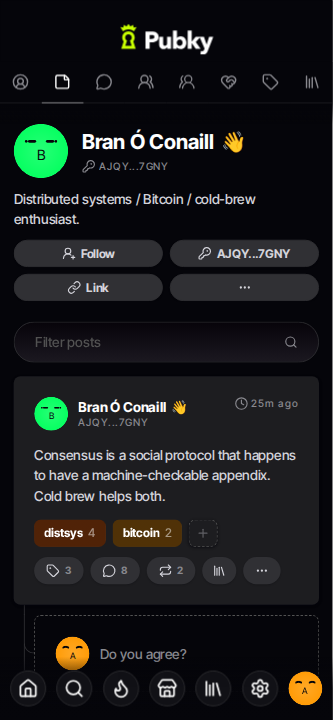 Pubky
B
Bran Ó Conaill 👋
AJQY...7GNY
Distributed systems / Bitcoin / cold-brew
enthusiast.
Follow
AJQY...7GNY
Link
Filter posts
B
Bran Ó Conaill 👋
AJQY...7GNY
25m ago
Consensus is a social protocol that happens
to have a machine-checkable appendix.
Cold brew helps both.
distsys 4
bitcoin 2
3
8
2
A
Do you agree?
A